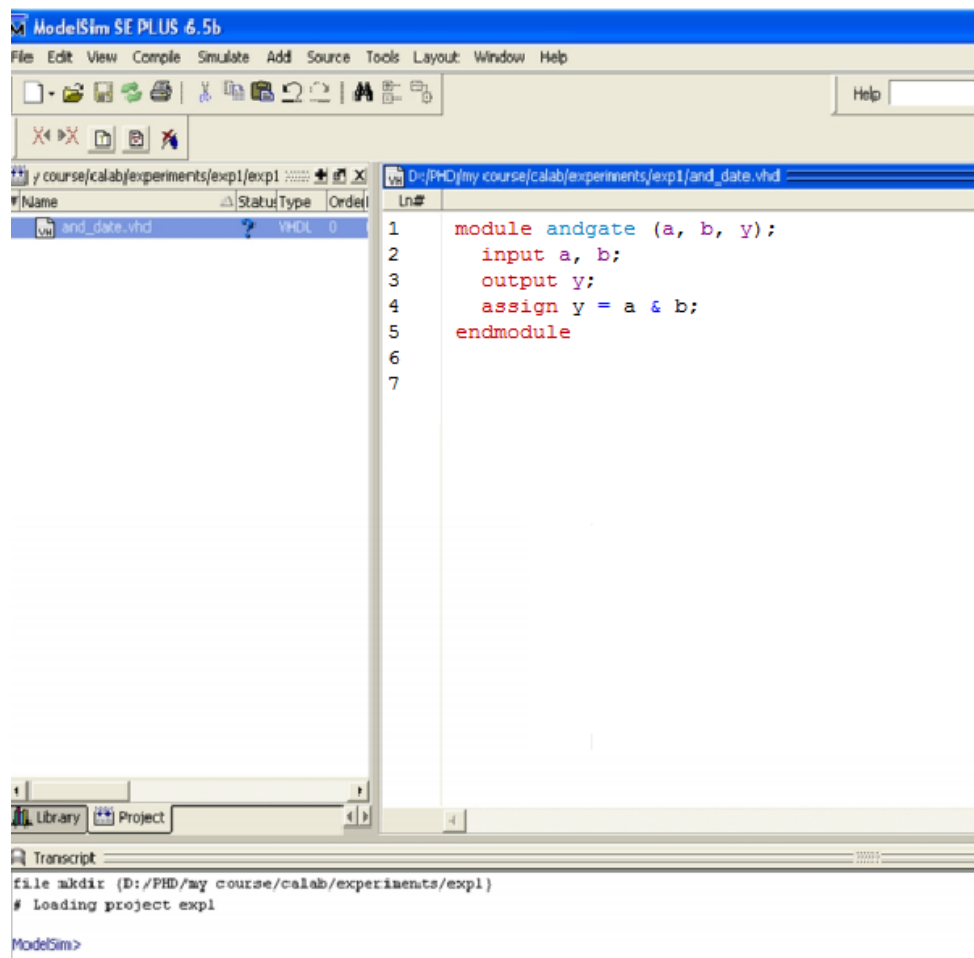 ModelSim SE PLUS 6.5b
File Edit View Compile Simulate Add Source Tools Layout Window Help
Help
y course/calab/experiments/exp1/exp1
D:/PHD/my course/calab/experiments/exp1/and_date.vhd
Name Statu Type Order
Ln#
and_date.vhd ? VHDL 0
1 module andgate (a, b, y);
2 input a, b;
3 output y;
4 assign y = a & b;
5 endmodule
6
7
Library Project
Transcript
file mkdir {D:/PHD/my course/calab/experiments/exp1}
# Loading project exp1
ModelSim>